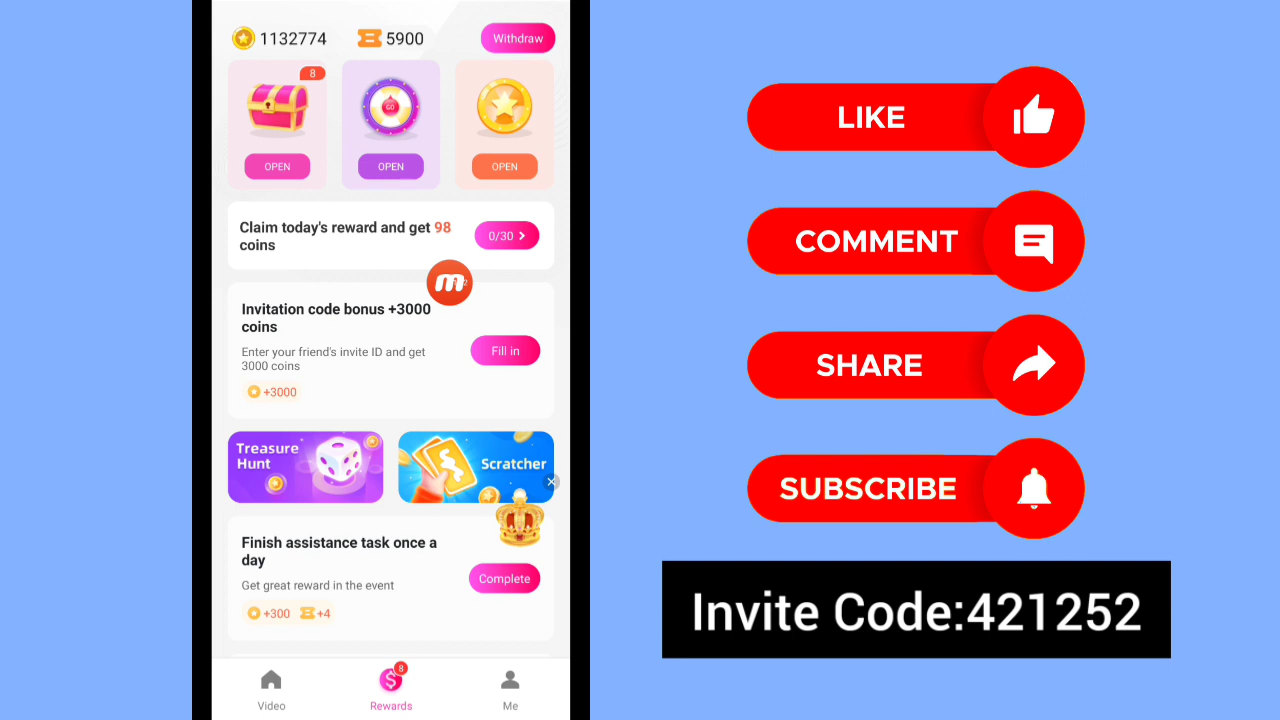 1132774
5900
Withdraw
8
GO
OPEN
OPEN
OPEN
Claim today's reward and get 98
coins
0/30
m
Invitation code bonus +3000
coins
Enter your friend's invite ID and get
3000 coins
Fill in
+3000
Treasure
Hunt
Scratcher
Finish assistance task once a
day
Get great reward in the event
Complete
+300
+4
8
Video
Rewards
Me
LIKE
COMMENT
SHARE
SUBSCRIBE
Invite Code:421252